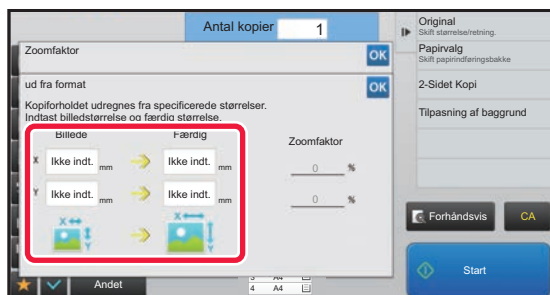 Antal kopier 1
Original
Skift størrelse/retning.
Papirvalg
Skift papirindføringsbakke
2-Sidet Kopi
Tilpasning af baggrund
Zoomfaktor OK
ud fra format OK
Kopiforholdet udregnes fra specificerede størrelser.
Indtast billedstørrelse og færdig størrelse.
Billede Færdig Zoomfaktor
X Ikke indt. mm Ikke indt. mm 0 %
Y Ikke indt. mm Ikke indt. mm 0 %
X X
Y Y
Forhåndsvis CA
Start
Andet
3 A4
4 A4